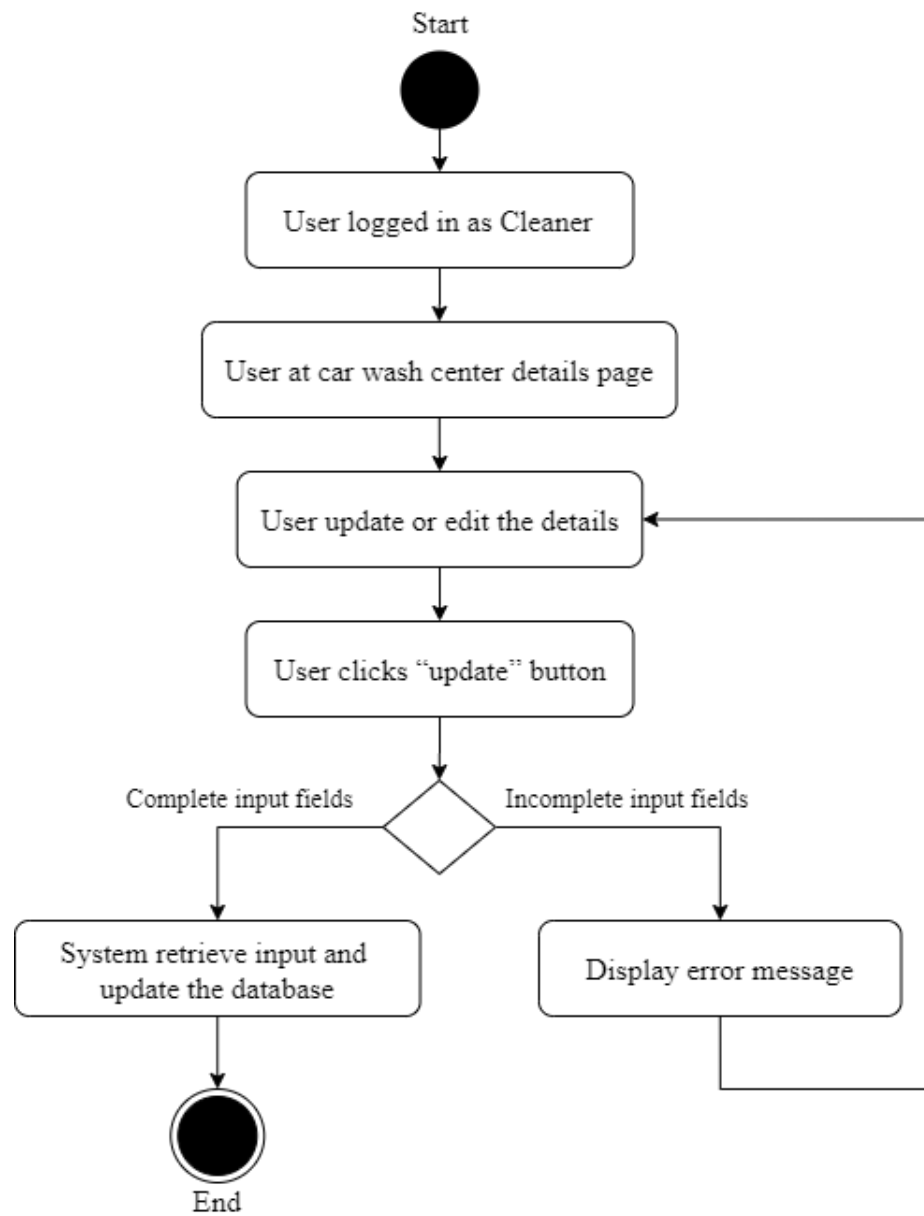 Start
User logged in as Cleaner
User at car wash center details page
User update or edit the details
User clicks “update” button
Complete input fields
Incomplete input fields
System retrieve input and
update the database
Display error message
End